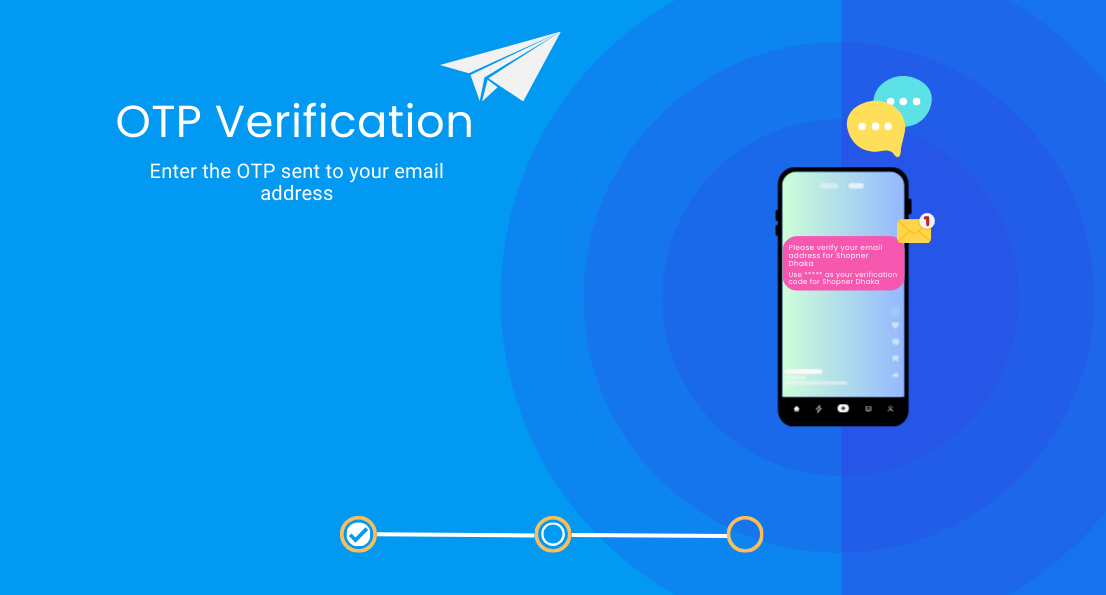 OTP Verification
Enter the OTP sent to your email
address
1
Please verify your email
address for Shopner
Dhaka
Use ***** as your verification
code for Shopner Dhaka